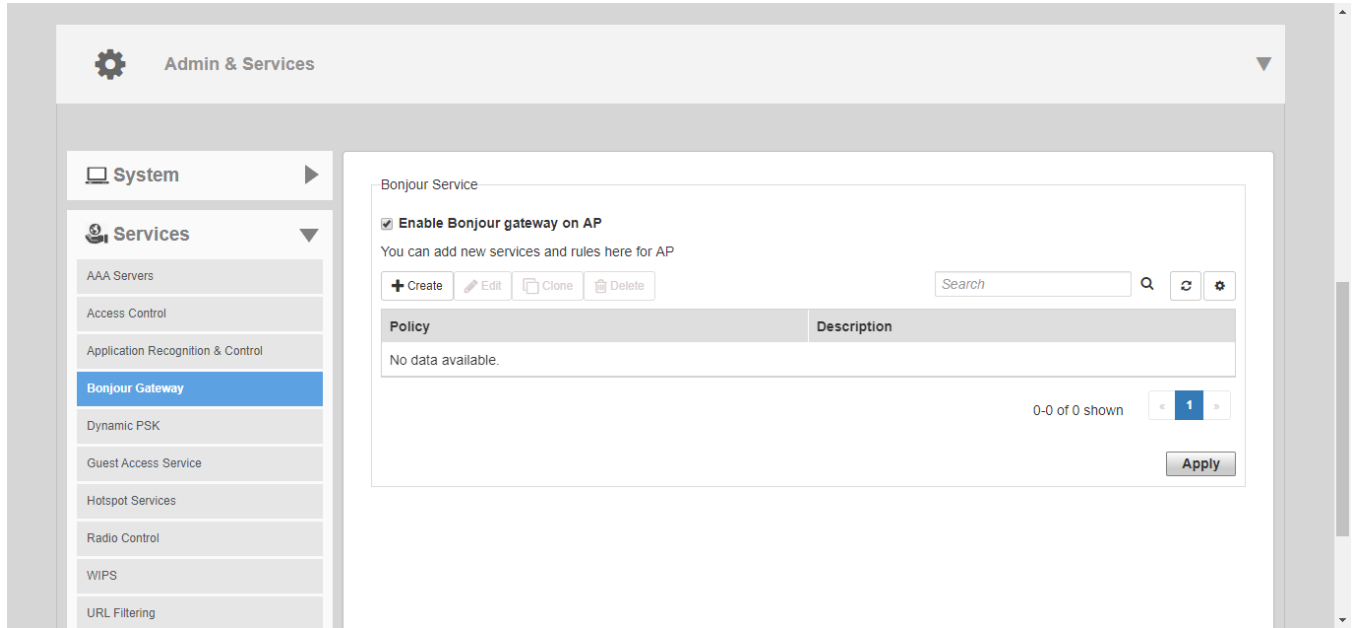 Admin & Services
System
Services
AAA Servers
Access Control
Application Recognition & Control
Bonjour Gateway
Dynamic PSK
Guest Access Service
Hotspot Services
Radio Control
WIPS
URL Filtering
Bonjour Service
Enable Bonjour gateway on AP
You can add new services and rules here for AP
Create Edit Clone Delete Search
Policy Description
No data available.
0-0 of 0 shown « 1 »
Apply